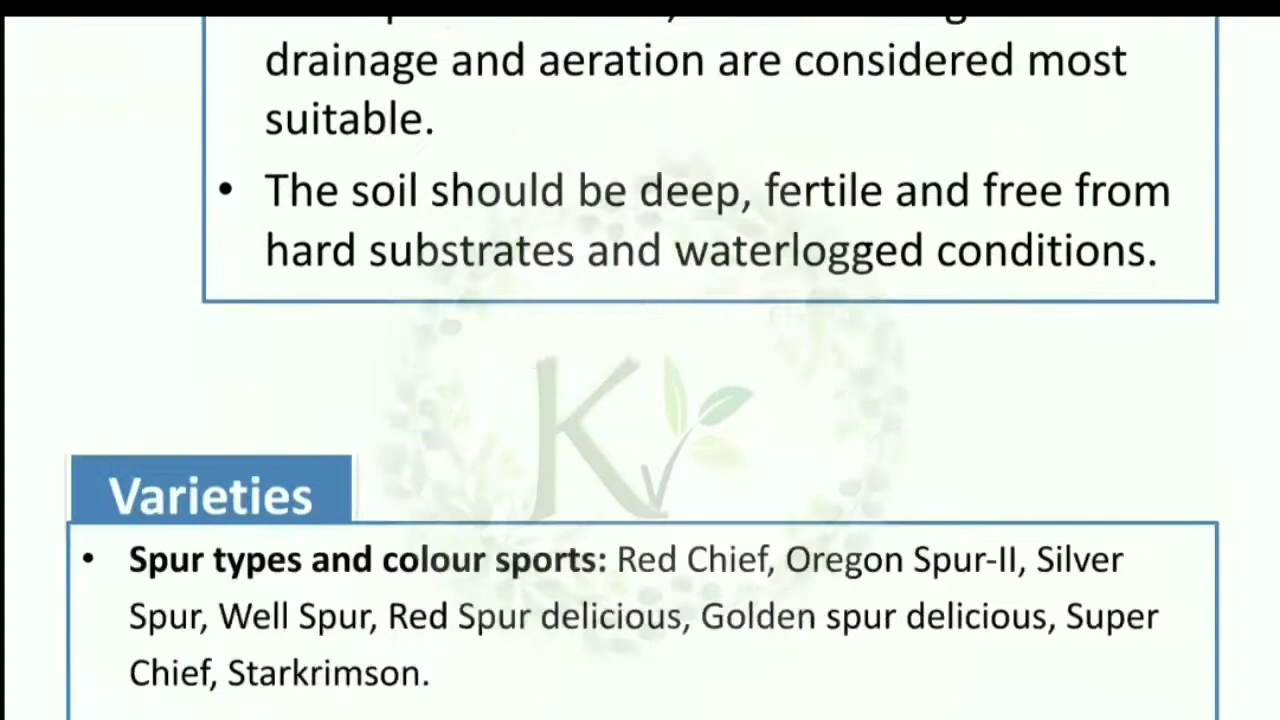 drainage and aeration are considered most
suitable.
• The soil should be deep, fertile and free from
hard substrates and waterlogged conditions.
K
Varieties
• Spur types and colour sports: Red Chief, Oregon Spur-II, Silver
Spur, Well Spur, Red Spur delicious, Golden spur delicious, Super
Chief, Starkrimson.